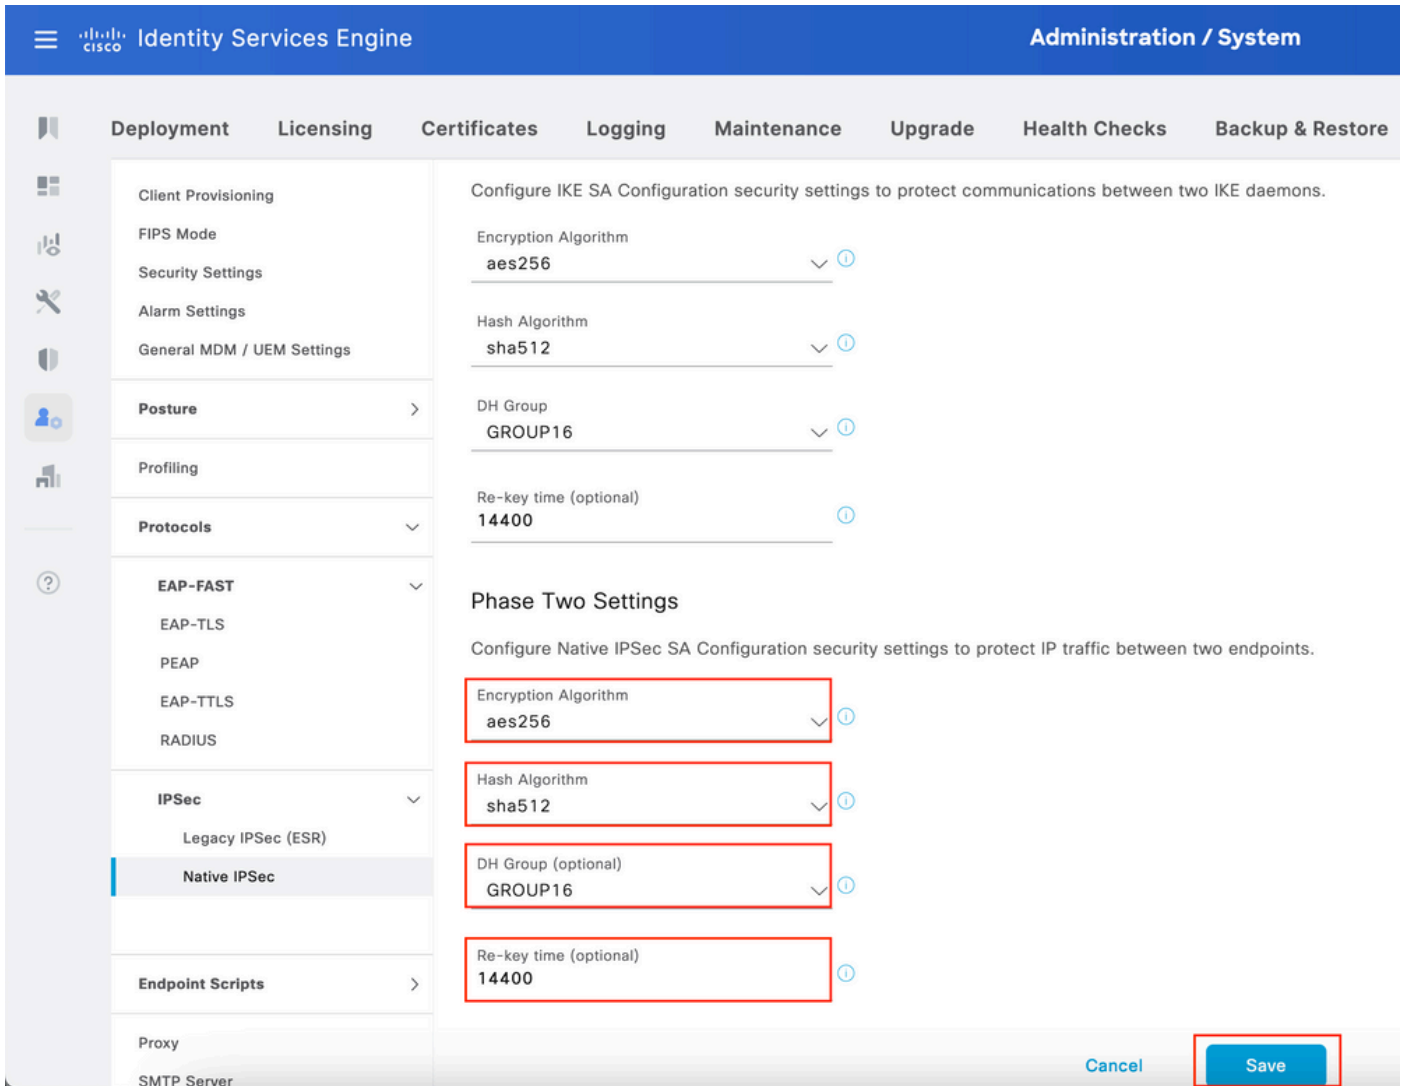 cisco Identity Services Engine
Administration / System
Deployment Licensing Certificates Logging Maintenance Upgrade Health Checks Backup & Restore
Client Provisioning
FIPS Mode
Security Settings
Alarm Settings
General MDM / UEM Settings
Posture
Profiling
Protocols
EAP-FAST
EAP-TLS
PEAP
EAP-TTLS
RADIUS
IPSec
Legacy IPSec (ESR)
Native IPSec
Endpoint Scripts
Proxy
SMTP Server
Configure IKE SA Configuration security settings to protect communications between two IKE daemons.
Encryption Algorithm
aes256
Hash Algorithm
sha512
DH Group
GROUP16
Re-key time (optional)
14400
Phase Two Settings
Configure Native IPSec SA Configuration security settings to protect IP traffic between two endpoints.
Encryption Algorithm
aes256
Hash Algorithm
sha512
DH Group (optional)
GROUP16
Re-key time (optional)
14400
Cancel
Save